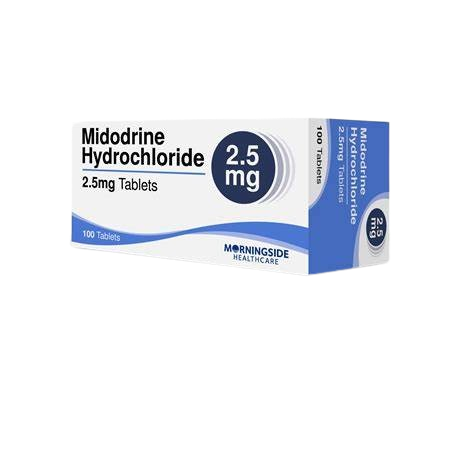 Midodrine
Hydrochloride
2.5mg Tablets
2.5
mg
100 Tablets
MORNINGSIDE
HEALTHCARE
100 Tablets
Midodrine
Hydrochloride
2.5mg Tablets
2.5
mg